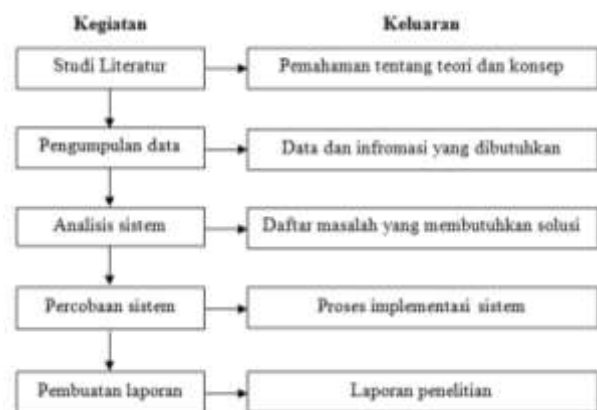 Kegiatan Keluaran
Studi Literatur Pemahaman tentang teori dan konsep
Pengumpulan data Data dan infromasi yang dibutuhkan
Analisis sistem Daftar masalah yang membutuhkan solusi
Percobaan sistem Proses implementasi sistem
Pembuatan laporan Laporan penelitian